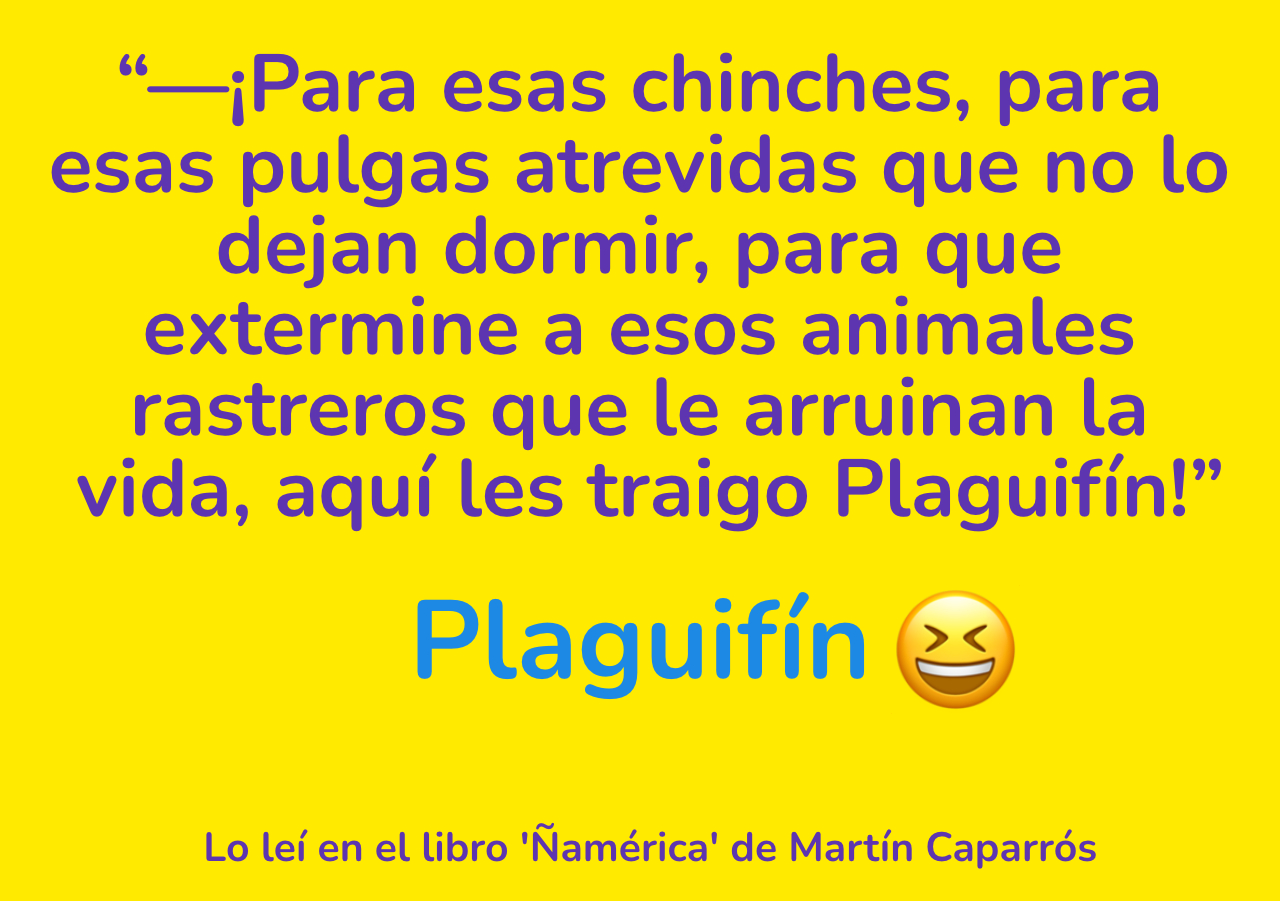 “—¡Para esas chinches, para
esas pulgas atrevidas que no lo
dejan dormir, para que
extermine a esos animales
rastreros que le arruinan la
vida, aquí les traigo Plaguifín!”
Plaguifín 😆
Lo leí en el libro 'Ñamérica' de Martín Caparrós